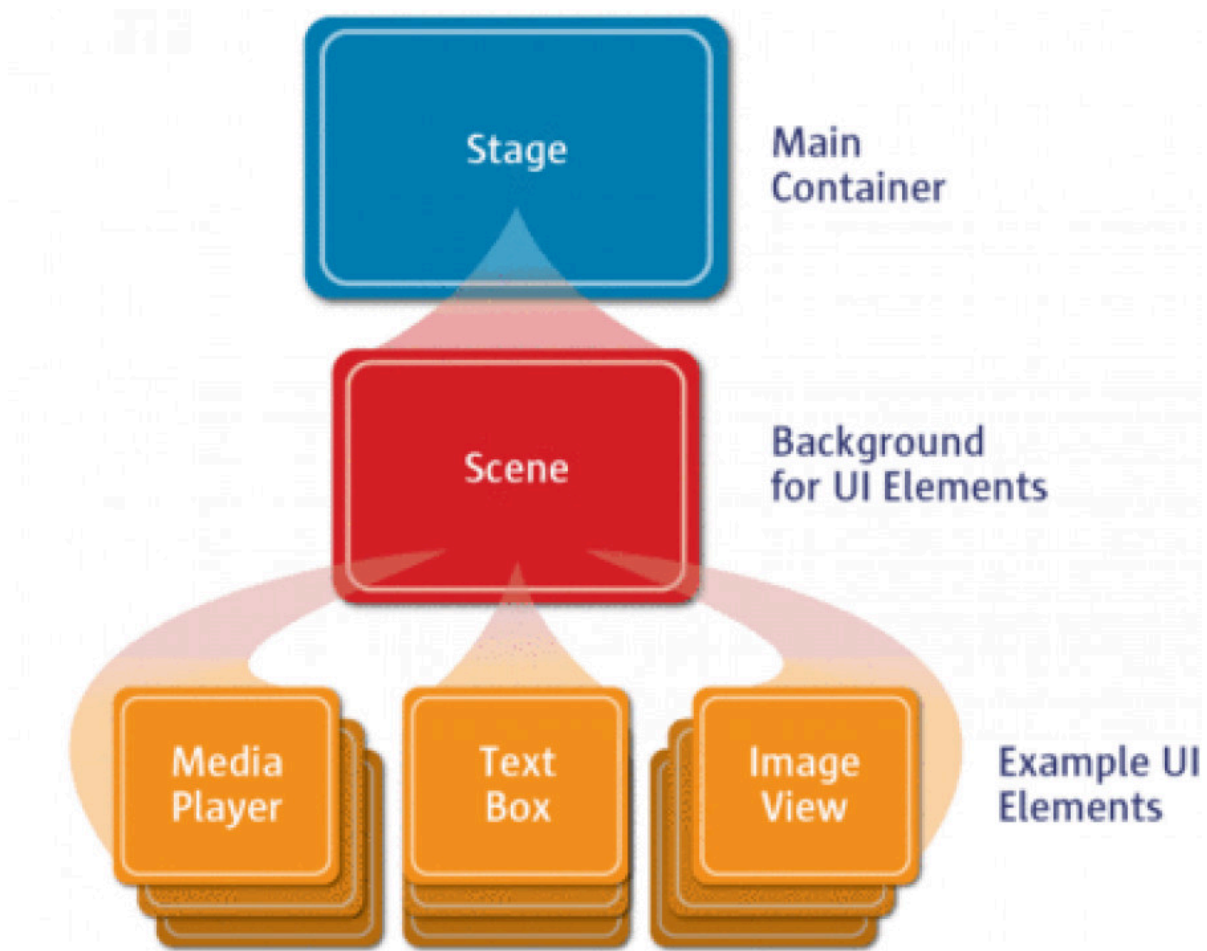 Stage
Main
Container
Scene
Background
for UI Elements
Media
Player
Text
Box
Image
View
Example UI
Elements